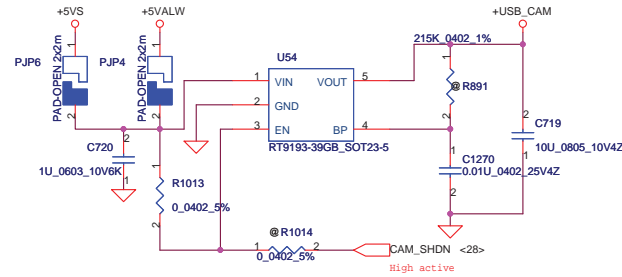 +5VS +5VALW +USB_CAM
PJP6 PJP4 U54 215K_0402_1%
PAD-OPEN 2x2m PAD-OPEN 2x2m
1 VIN VOUT 5
2 GND
3 EN BP 4
RT9193-39GB_SOT23-5
@R891
C719
10U_0805_10V4Z
C720
1U_0603_10V6K
C1270
0.01U_0402_25V4Z
R1013
0_0402_5%
@R1014
0_0402_5%
CAM_SHDN <28>
High active